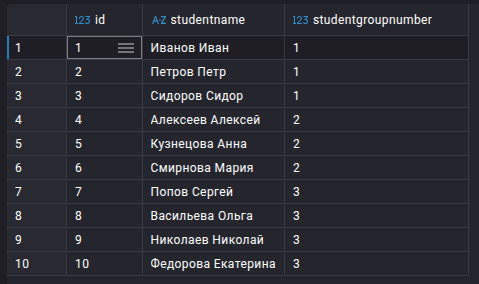 123 id A-Z studentname 123 studentgroupnumber
1 1 Иванов Иван 1
2 2 Петров Петр 1
3 3 Сидоров Сидор 1
4 4 Алексеев Алексей 2
5 5 Кузнецова Анна 2
6 6 Смирнова Мария 2
7 7 Попов Сергей 3
8 8 Васильева Ольга 3
9 9 Николаев Николай 3
10 10 Федорова Екатерина 3